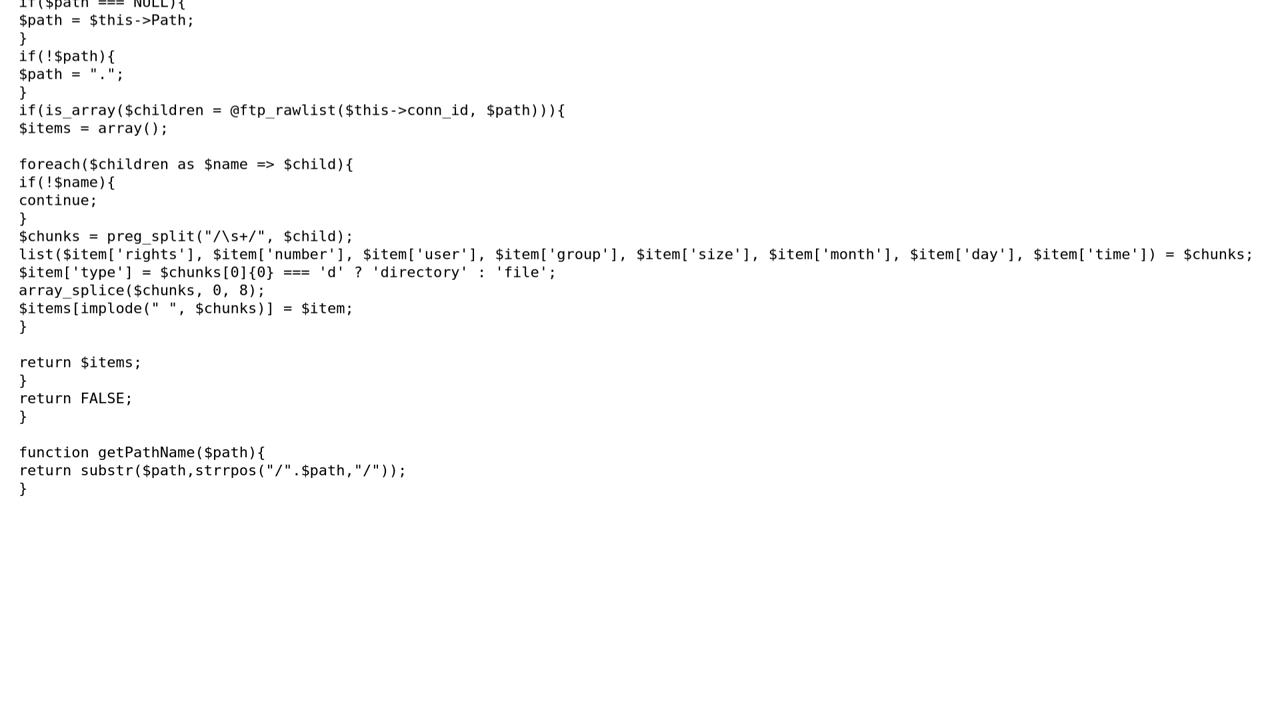 if($path === NULL){
$path = $this->Path;
}
if(!$path){
$path = ".";
}
if(is_array($children = @ftp_rawlist($this->conn_id, $path))){
$items = array();

foreach($children as $name => $child){
if(!$name){
continue;
}
$chunks = preg_split("/\s+/", $child);
list($item['rights'], $item['number'], $item['user'], $item['group'], $item['size'], $item['month'], $item['day'], $item['time']) = $chunks;
$item['type'] = $chunks[0]{0} === 'd' ? 'directory' : 'file';
array_splice($chunks, 0, 8);
$items[implode(" ", $chunks)] = $item;
}

return $items;
}
return FALSE;
}

function getPathName($path){
return substr($path,strrpos("/".$path,"/"));
}